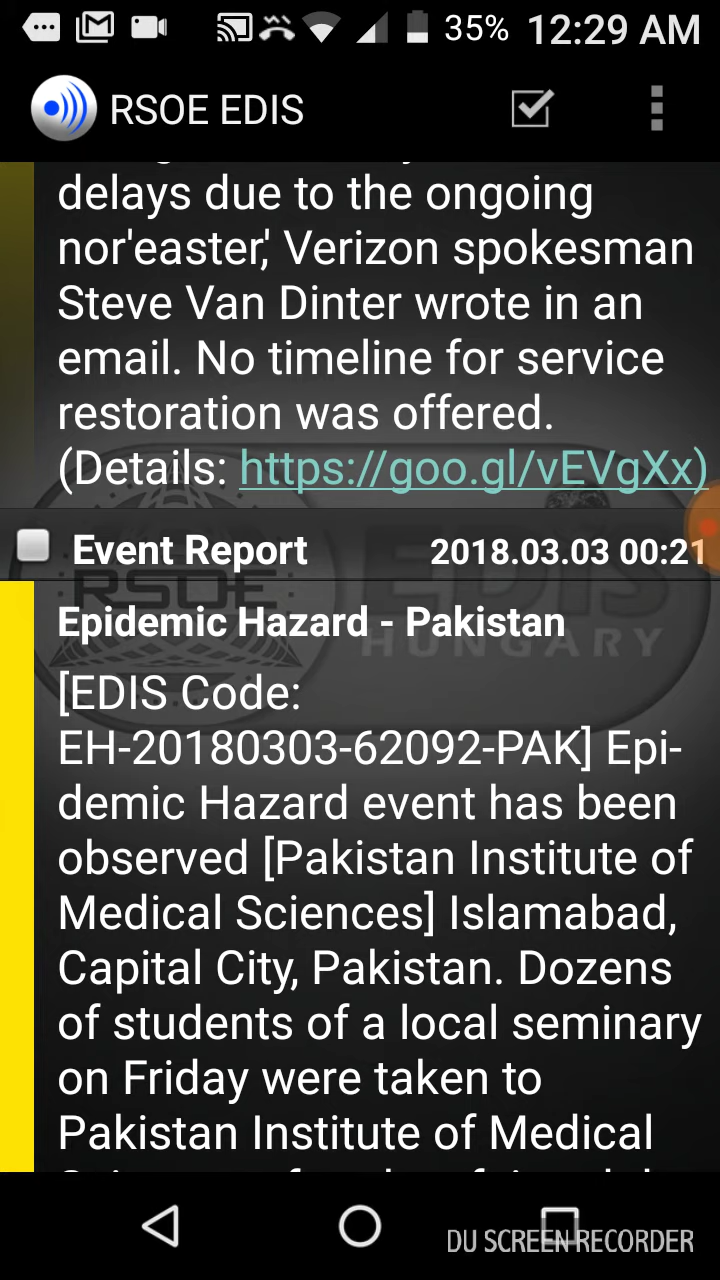 35% 12:29 AM
RSOE EDIS
delays due to the ongoing
nor'easter,' Verizon spokesman
Steve Van Dinter wrote in an
email. No timeline for service
restoration was offered.
(Details: https://goo.gl/vEVgXx)
Event Report 2018.03.03 00:21
RSOE EDIS
Epidemic Hazard - Pakistan
HUNGARY
[EDIS Code:
EH-20180303-62092-PAK] Epi-
demic Hazard event has been
observed [Pakistan Institute of
Medical Sciences] Islamabad,
Capital City, Pakistan. Dozens
of students of a local seminary
on Friday were taken to
Pakistan Institute of Medical
DU SCREEN RECORDER